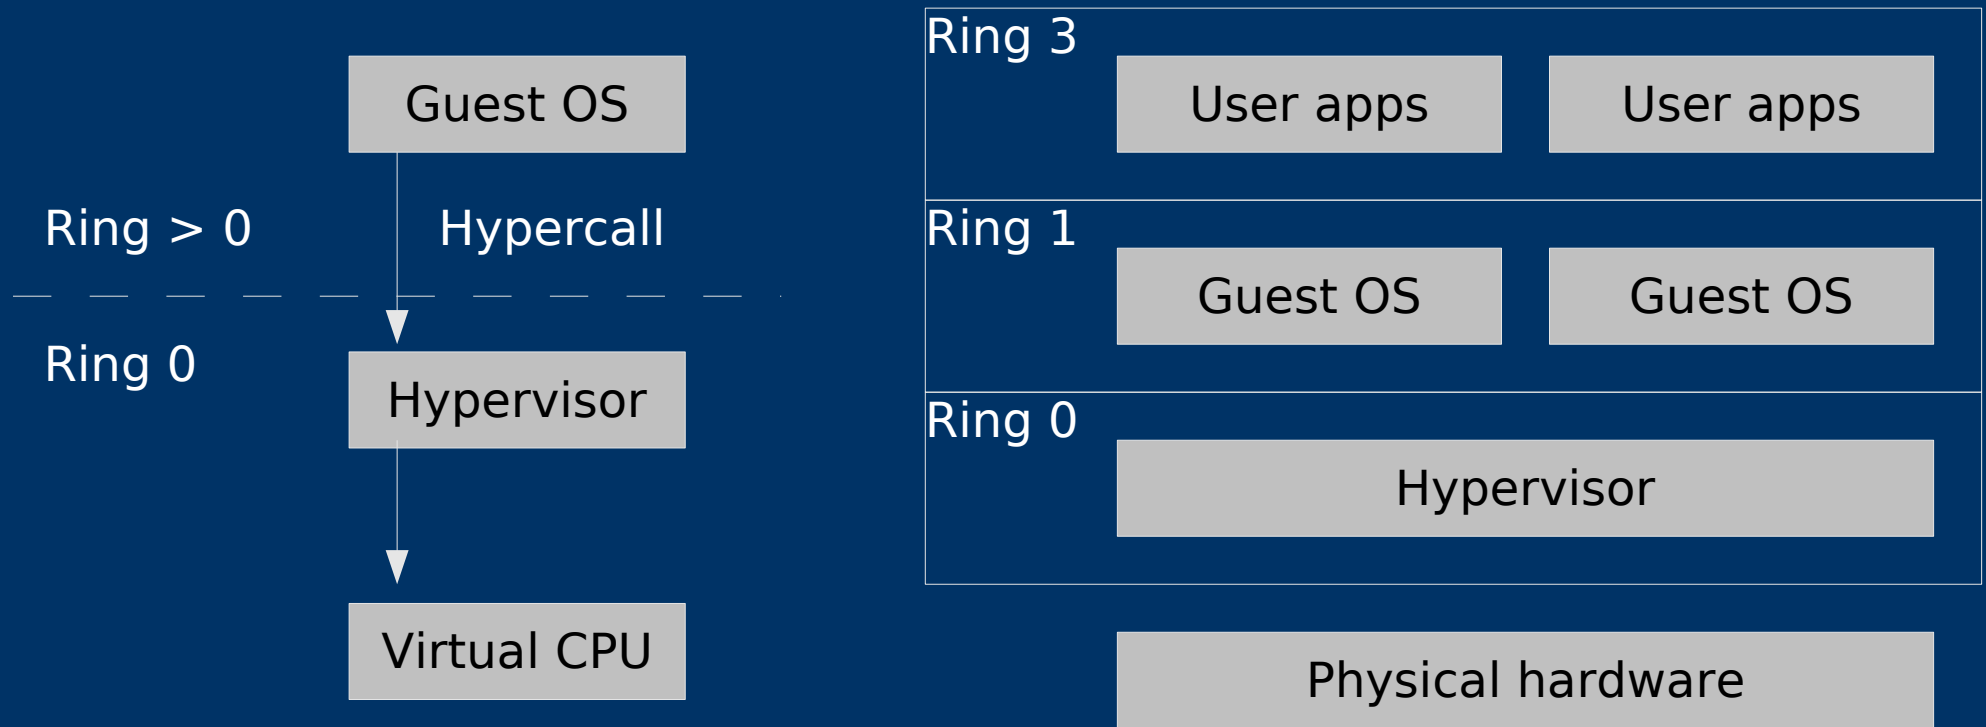 Guest OS
Ring > 0
Hypercall
Ring 0
Hypervisor
Virtual CPU
Ring 3
User apps
User apps
Ring 1
Guest OS
Guest OS
Ring 0
Hypervisor
Physical hardware